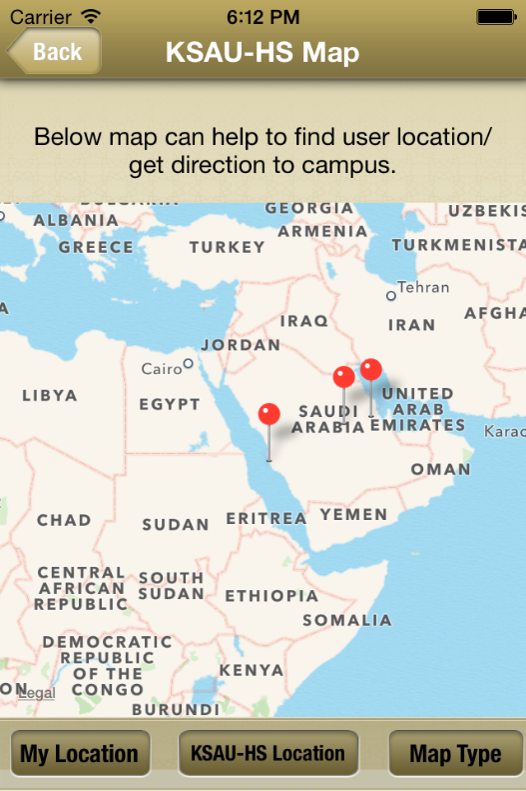 Carrier 6:12 PM
Back KSAU-HS Map
Below map can help to find user location/
get direction to campus.
GEORGIA
UZBEKIS
ALBANIA
ARMENIA
GREECE
TURKEY
TURKMENISTA
Tehran
AFGHA
IRAQ
IRAN
JORDAN
Cairo
LIBYA
EGYPT
UNITED
ARAB
EMIRATES
SAUDI
ARABIA
Karac
OMAN
CHAD
SUDAN
ERITREA
YEMEN
CENTRAL
AFRICAN
REPUBLIC
SOUTH
SUDAN
ETHIOPIA
SOMALIA
DEMOCRATIC
REPUBLIC
OF THE
CONGO
KENYA
ON
Legal
BURUNDI
My Location KSAU-HS Location Map Type